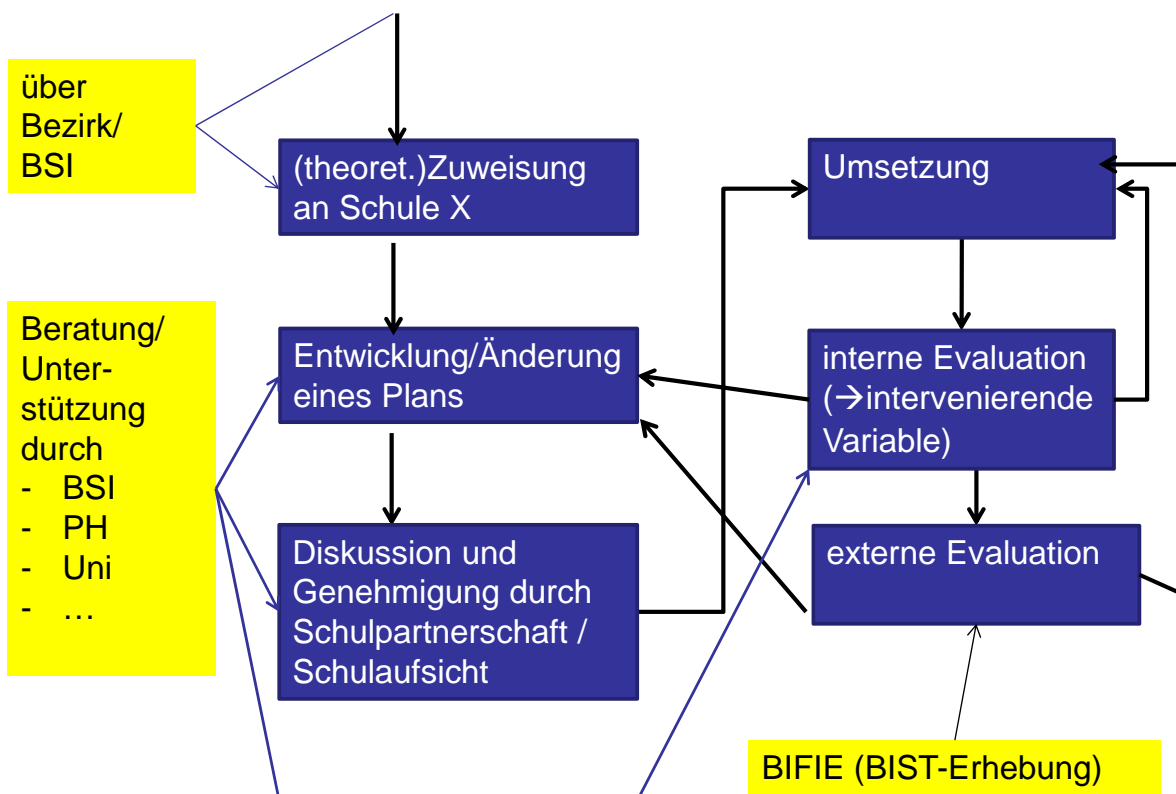 über
Bezirk/
BSI
(theoret.)Zuweisung
an Schule X
Beratung/
Unter-
stützung
durch
- BSI
- PH
- Uni
- …
Entwicklung/Änderung
eines Plans
Diskussion und
Genehmigung durch
Schulpartnerschaft /
Schulaufsicht
Umsetzung
interne Evaluation
(→intervenierende
Variable)
externe Evaluation
BIFIE (BIST-Erhebung)